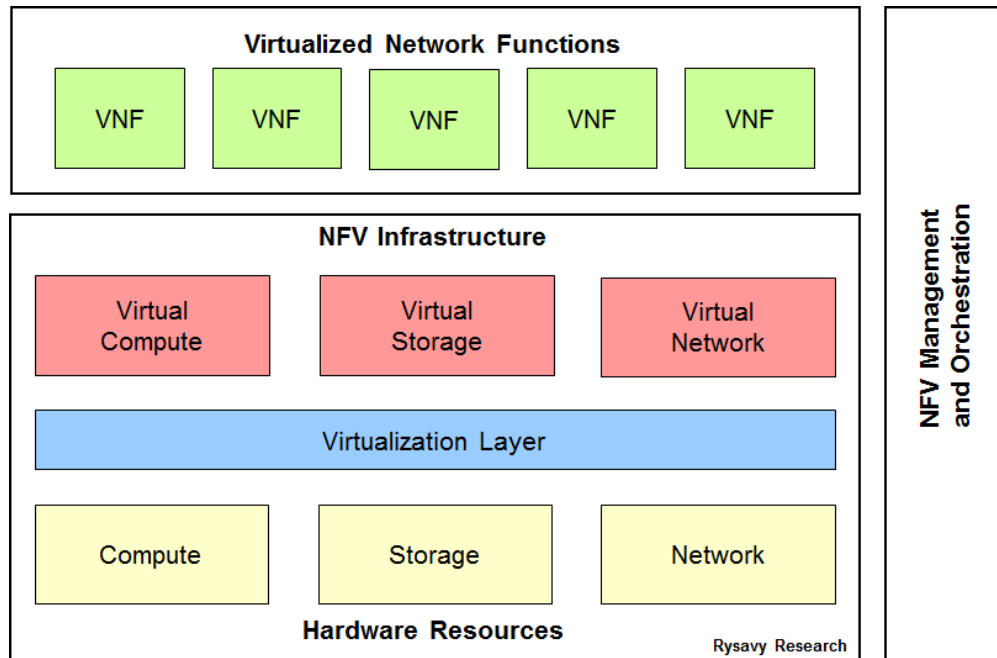 Virtualized Network Functions
VNF VNF VNF VNF VNF
NFV Infrastructure
Virtual
Compute
Virtual
Storage
Virtual
Network
Virtualization Layer
Compute Storage Network
Hardware Resources
Rysavy Research
NFV Management
and Orchestration